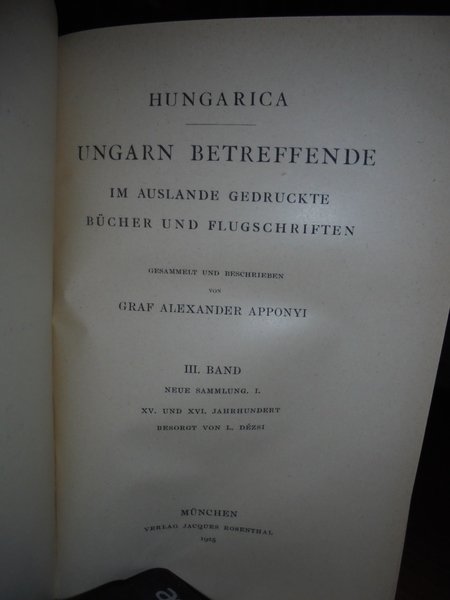 HUNGARICA
UNGARN BETREFFENDE
IM AUSLANDE GEDRUCKTE
BÜCHER UND FLUGSCHRIFTEN
GESAMMELT UND BESCHRIEBEN
VON
GRAF ALEXANDER APPONYI
III. BAND
NEUE SAMMLUNG. I.
XV. UND XVI. JAHRHUNDERT
BESORGT VON L. DÉZSI
MÜNCHEN
VERLAG JACQUES ROSENTHAL
1925